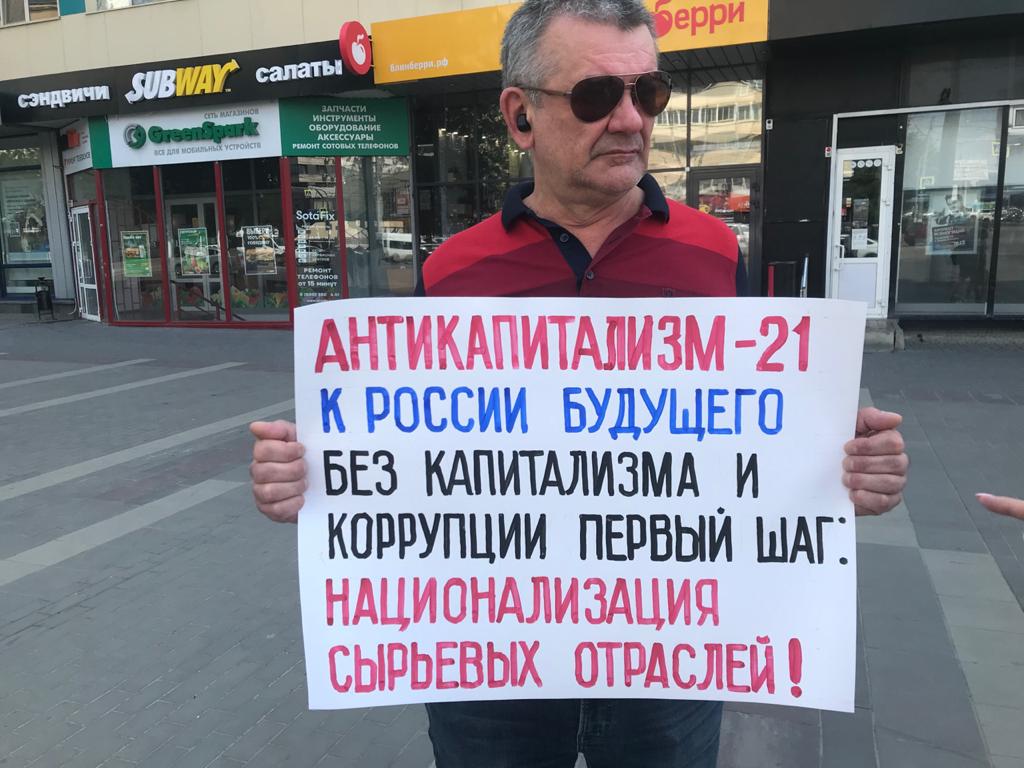 сэндвичи
SUBWAY
салаты
берри
блинберри.рф
СЕТЬ МАГАЗИНОВ
GreenSpark
ВСЕ ДЛЯ МОБИЛЬНЫХ УСТРОЙСТВ
ЗАПЧАСТИ
ИНСТРУМЕНТЫ
ОБОРУДОВАНИЕ
АКСЕССУАРЫ
РЕМОНТ СОТОВЫХ ТЕЛЕФОНОВ
SotaFix
РЕМОНТ
ТЕЛЕФОНОВ
от 15 минут
АНТИКАПИТАЛИЗМ-21
К РОССИИ БУДУЩЕГО
БЕЗ КАПИТАЛИЗМА И
КОРРУПЦИИ ПЕРВЫЙ ШАГ:
НАЦИОНАЛИЗАЦИЯ
СЫРЬЕВЫХ ОТРАСЛЕЙ!